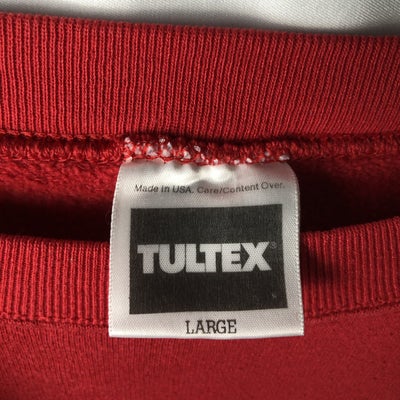 Made in USA. Care/Content Over.
TULTEX®
LARGE